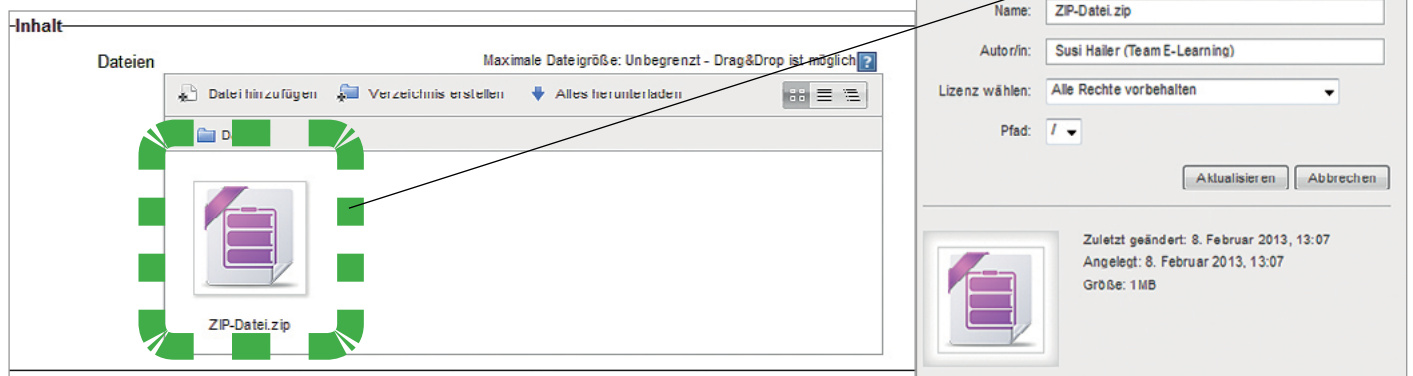 Inhalt
Dateien
Maximale Dateigröße: Unbegrenzt - Drag&Drop ist möglich ?
Datei hinzufügen Verzeichnis erstellen Alles herunterladen
ZIP-Datei.zip
Name: ZIP-Datei.zip
Autor/in: Susi Hailer (Team E-Learning)
Lizenz wählen: Alle Rechte vorbehalten
Pfad: /
Aktualisieren Abbrechen
Zuletzt geändert: 8. Februar 2013, 13:07
Angelegt: 8. Februar 2013, 13:07
Größe: 1MB